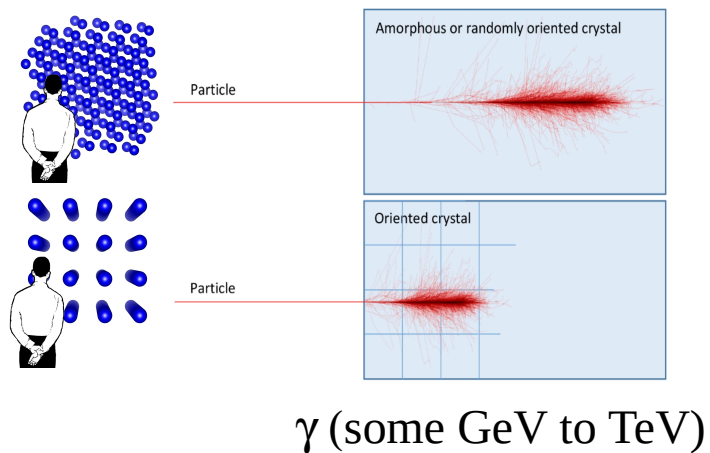 Amorphous or randomly oriented crystal
Particle
Oriented crystal
Particle
γ (some GeV to TeV)